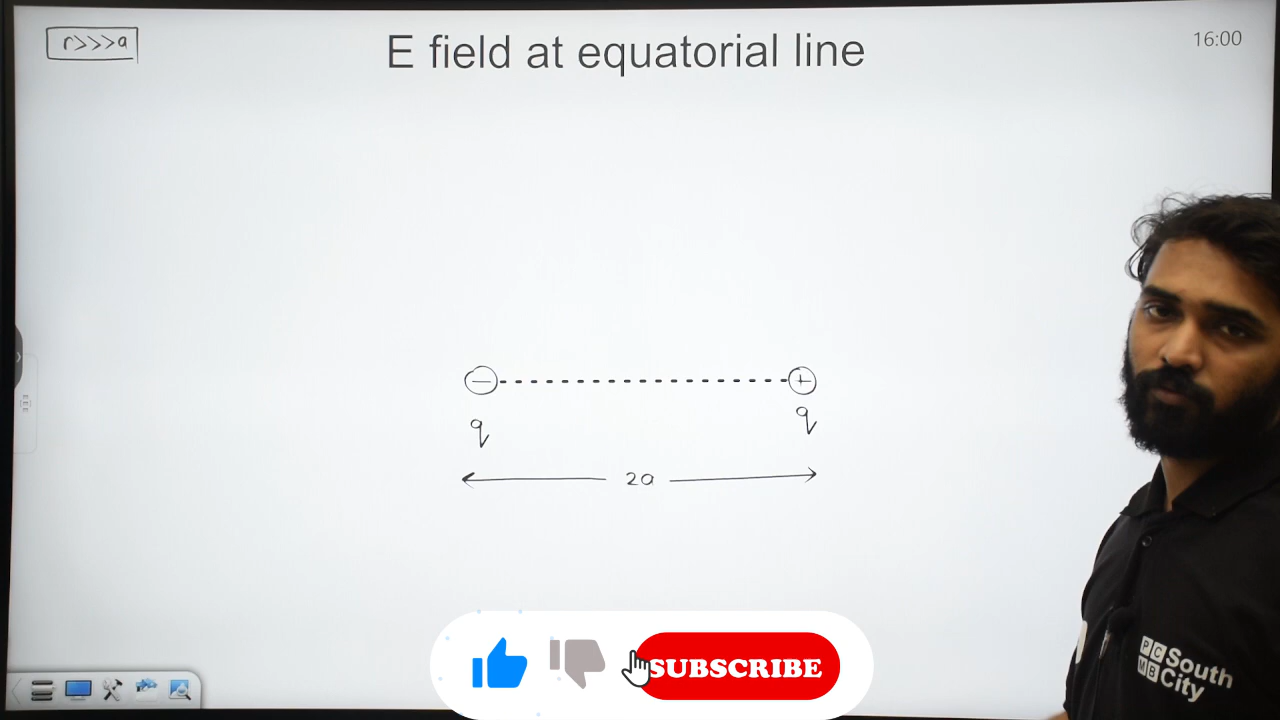 r>>>a
E field at equatorial line
16:00
− +
q q
2a
SUBSCRIBE
PC South
MB City